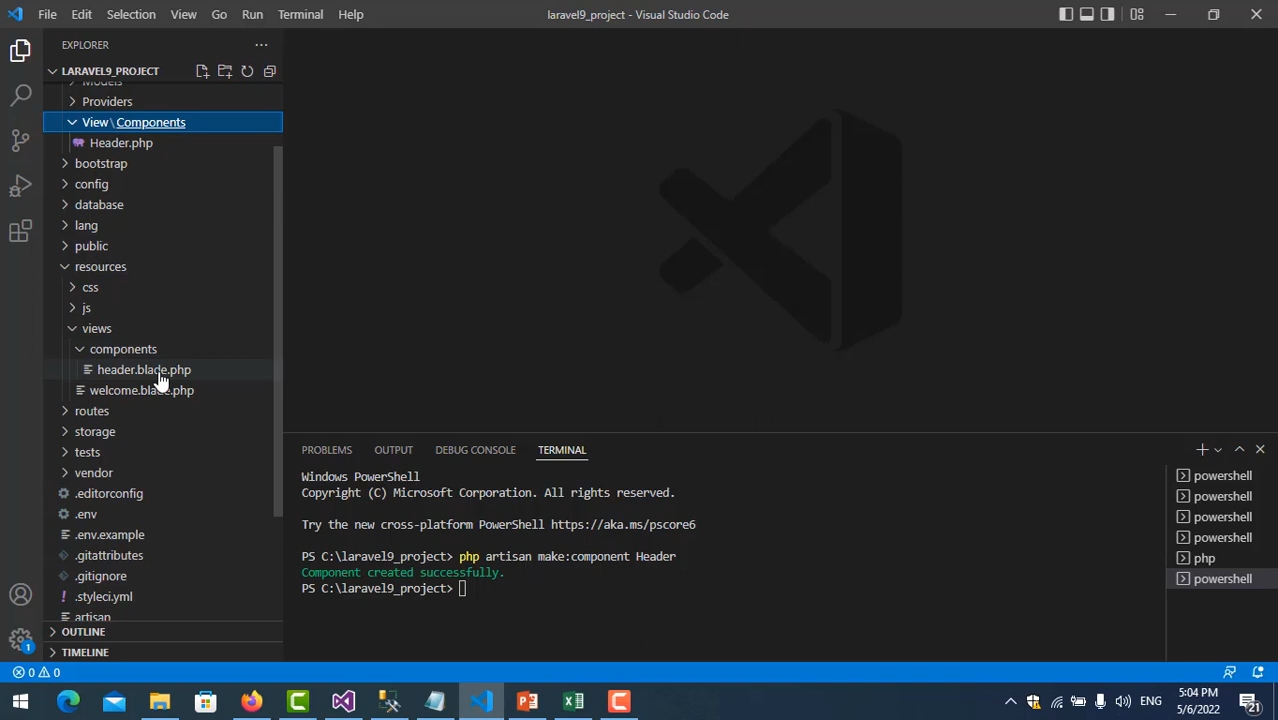 File Edit Selection View Go Run Terminal Help
laravel9_project - Visual Studio Code
EXPLORER
LARAVEL9_PROJECT
Models
Providers
View\Components
Header.php
bootstrap
config
database
lang
public
resources
css
js
views
components
header.blade.php
welcome.blade.php
routes
storage
tests
vendor
.editorconfig
.env
.env.example
.gitattributes
.gitignore
.styleci.yml
artisan
OUTLINE
TIMELINE
PROBLEMS OUTPUT DEBUG CONSOLE TERMINAL
Windows PowerShell
Copyright (C) Microsoft Corporation. All rights reserved.
Try the new cross-platform PowerShell https://aka.ms/pscore6
PS C:\laravel9_project> php artisan make:component Header
Component created successfully.
PS C:\laravel9_project>
powershell
powershell
powershell
powershell
php
powershell
1
0 0
ENG
5:04 PM
5/6/2022
21